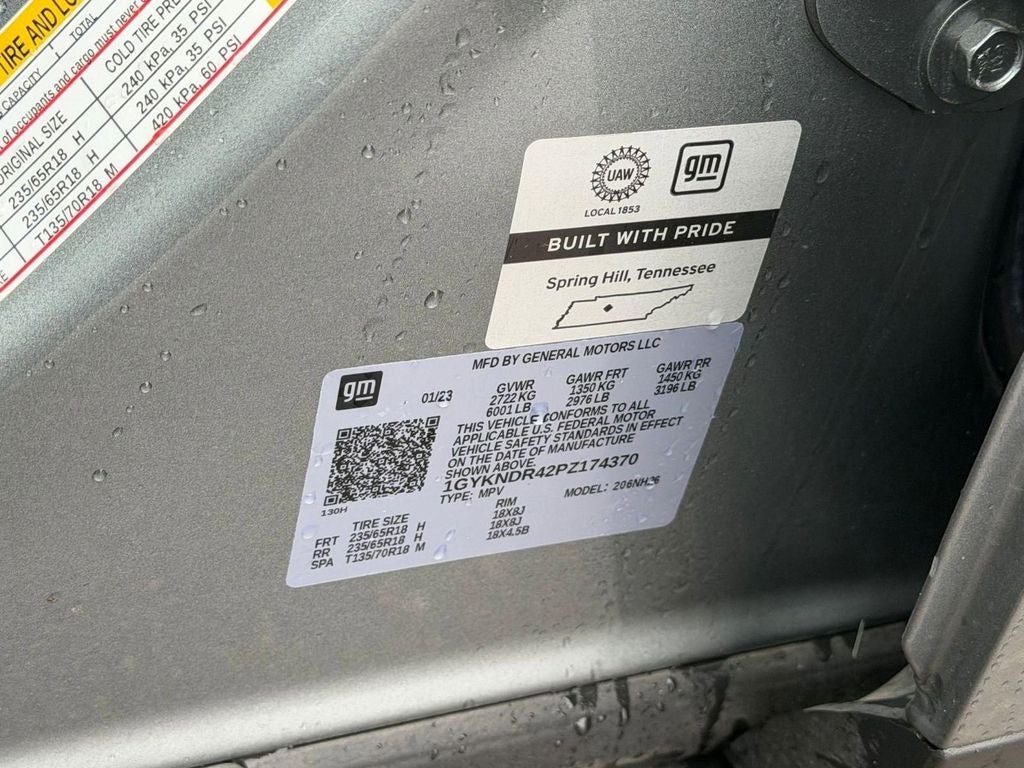 TIRE AND LO
TOTAL
CAPACITY
of occupants and cargo must never
ORIGINAL SIZE
COLD TIRE PRE
235/65R18 H
240 kPa, 35 PSI
235/65R18 H
240 kPa, 35 PSI
T135/70R18 M
420 kPa, 60 PSI
UAW
gm
LOCAL 1853
BUILT WITH PRIDE
Spring Hill, Tennessee
MFD BY GENERAL MOTORS LLC
gm
01/23
GVWR
2722 KG
6001 LB
GAWR FRT
1350 KG
2976 LB
GAWR RR
1450 KG
3196 LB
THIS VEHICLE CONFORMS TO ALL
APPLICABLE U.S. FEDERAL MOTOR
VEHICLE SAFETY STANDARDS IN EFFECT
ON THE DATE OF MANUFACTURE
SHOWN ABOVE.
1GYKNDR42PZ174370
TYPE: MPV
MODEL: 206NH26
130H
TIRE SIZE
RIM
FRT 235/65R18 H 18X8J
RR 235/65R18 H 18X8J
SPA T135/70R18 M 18X4.5B